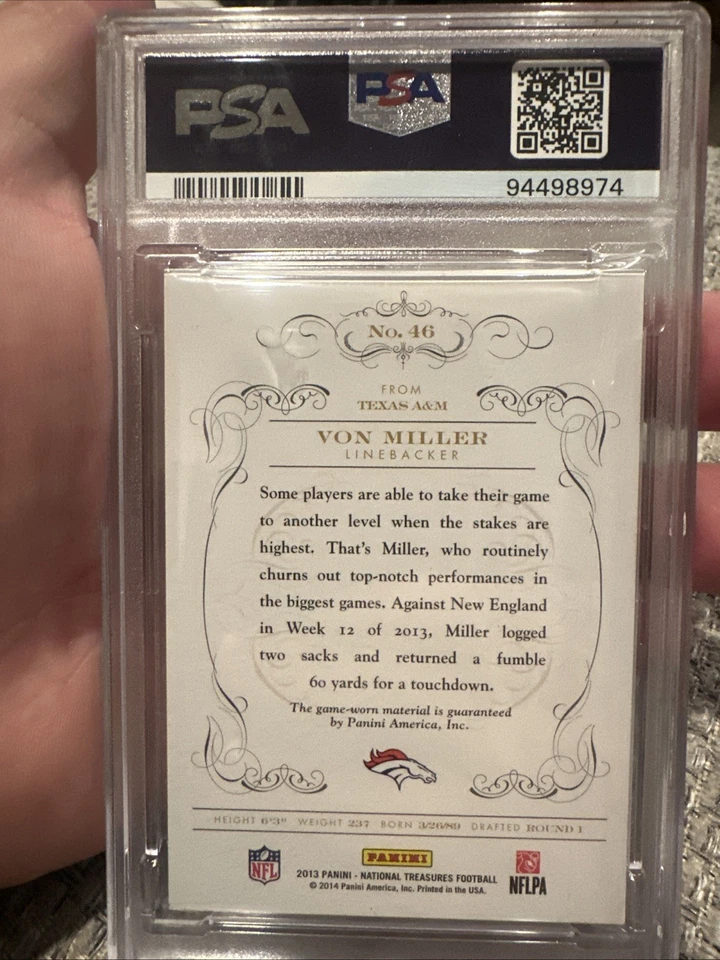 PSA
PSA
94498974
No. 46
FROM
TEXAS A&M
VON MILLER
LINEBACKER
Some players are able to take their game
to another level when the stakes are
highest. That's Miller, who routinely
churns out top-notch performances in
the biggest games. Against New England
in Week 12 of 2013, Miller logged
two sacks and returned a fumble
60 yards for a touchdown.
The game-worn material is guaranteed
by Panini America, Inc.
HEIGHT 6'3" WEIGHT 237 BORN 3/26/89 DRAFTED ROUND 1
NFL
PANINI
2013 PANINI - NATIONAL TREASURES FOOTBALL
© 2014 Panini America, Inc. Printed in the USA.
NFLPA